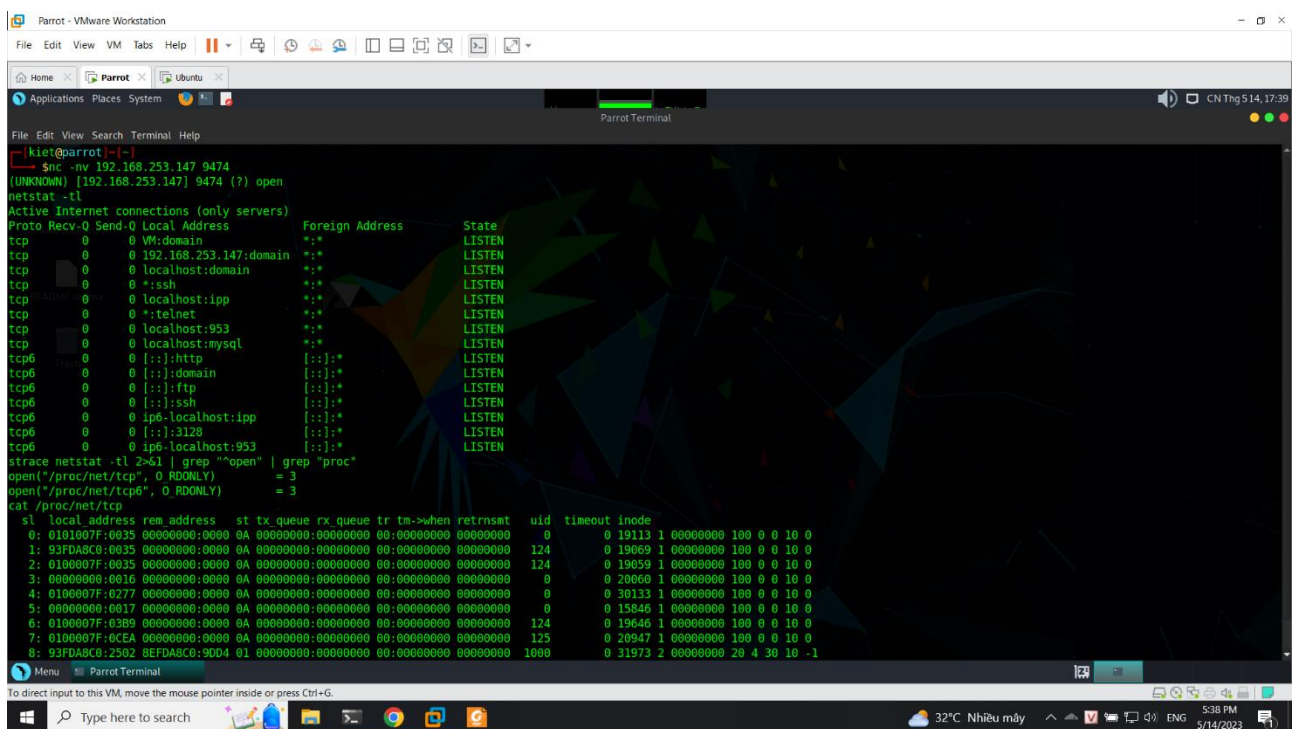 Parrot - VMware Workstation
File Edit View VM Tabs Help
Home Parrot Ubuntu
Applications Places System CN Thg 5 14, 17:39
Parrot Terminal
File Edit View Search Terminal Help
[kiet@parrot]-[~]
$nc -nv 192.168.253.147 9474
(UNKNOWN) [192.168.253.147] 9474 (?) open
netstat -tl
Active Internet connections (only servers)
Proto Recv-Q Send-Q Local Address Foreign Address State
tcp 0 0 VM:domain *:* LISTEN
tcp 0 0 192.168.253.147:domain *:* LISTEN
tcp 0 0 localhost:domain *:* LISTEN
tcp 0 0 *:ssh *:* LISTEN
tcp 0 0 localhost:ipp *:* LISTEN
tcp 0 0 *:telnet *:* LISTEN
tcp 0 0 localhost:953 *:* LISTEN
tcp 0 0 localhost:mysql *:* LISTEN
tcp6 0 0 [::]:http [::]:* LISTEN
tcp6 0 0 [::]:domain [::]:* LISTEN
tcp6 0 0 [::]:ftp [::]:* LISTEN
tcp6 0 0 [::]:ssh [::]:* LISTEN
tcp6 0 0 ip6-localhost:ipp [::]:* LISTEN
tcp6 0 0 [::]:3128 [::]:* LISTEN
tcp6 0 0 ip6-localhost:953 [::]:* LISTEN
strace netstat -tl 2>&1 | grep "^open" | grep "proc"
open("/proc/net/tcp", O_RDONLY) = 3
open("/proc/net/tcp6", O_RDONLY) = 3
cat /proc/net/tcp
sl local_address rem_address st tx_queue rx_queue tr tm->when retrnsmt uid timeout inode
0: 0101007F:0035 00000000:0000 0A 00000000:00000000 00:00000000 00000000 0 0 19113 1 00000000 100 0 0 10 0
1: 93FDA8C0:0035 00000000:0000 0A 00000000:00000000 00:00000000 00000000 124 0 19069 1 00000000 100 0 0 10 0
2: 0100007F:0035 00000000:0000 0A 00000000:00000000 00:00000000 00000000 124 0 19059 1 00000000 100 0 0 10 0
3: 00000000:0016 00000000:0000 0A 00000000:00000000 00:00000000 00000000 0 0 20060 1 00000000 100 0 0 10 0
4: 0100007F:0277 00000000:0000 0A 00000000:00000000 00:00000000 00000000 0 0 30133 1 00000000 100 0 0 10 0
5: 00000000:0017 00000000:0000 0A 00000000:00000000 00:00000000 00000000 0 0 15846 1 00000000 100 0 0 10 0
6: 0100007F:03B9 00000000:0000 0A 00000000:00000000 00:00000000 00000000 124 0 19646 1 00000000 100 0 0 10 0
7: 0100007F:0CEA 00000000:0000 0A 00000000:00000000 00:00000000 00000000 125 0 20947 1 00000000 100 0 0 10 0
8: 93FDA8C0:2502 8EFDA8C0:9DD4 01 00000000:00000000 00:00000000 00000000 1000 0 31973 2 00000000 20 4 30 10 -1
Menu Parrot Terminal
To direct input to this VM, move the mouse pointer inside or press Ctrl+G.
Type here to search 32°C Nhiều mây ENG 5:38 PM
5/14/2023